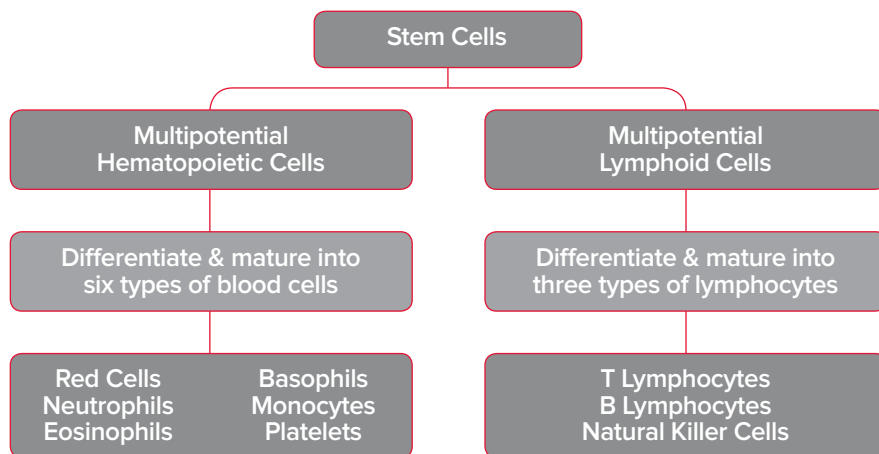 Stem Cells
Multipotential
Hematopoietic Cells
Multipotential
Lymphoid Cells
Differentiate & mature into
six types of blood cells
Differentiate & mature into
three types of lymphocytes
Red Cells
Neutrophils
Eosinophils
Basophils
Monocytes
Platelets
T Lymphocytes
B Lymphocytes
Natural Killer Cells